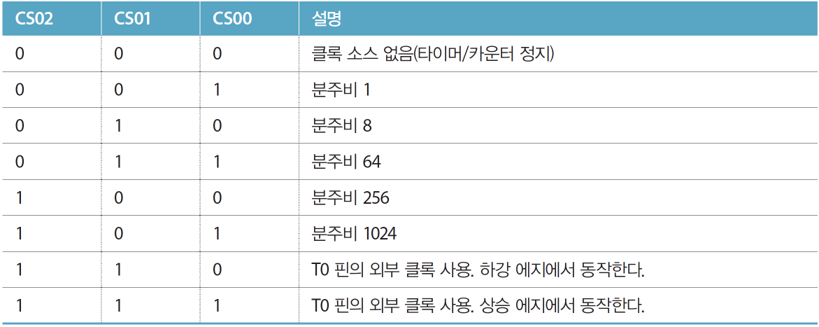 CS02 CS01 CS00 설명
0 0 0 클록 소스 없음(타이머/카운터 정지)
0 0 1 분주비 1
0 1 0 분주비 8
0 1 1 분주비 64
1 0 0 분주비 256
1 0 1 분주비 1024
1 1 0 T0 핀의 외부 클록 사용. 하강 에지에서 동작한다.
1 1 1 T0 핀의 외부 클록 사용. 상승 에지에서 동작한다.